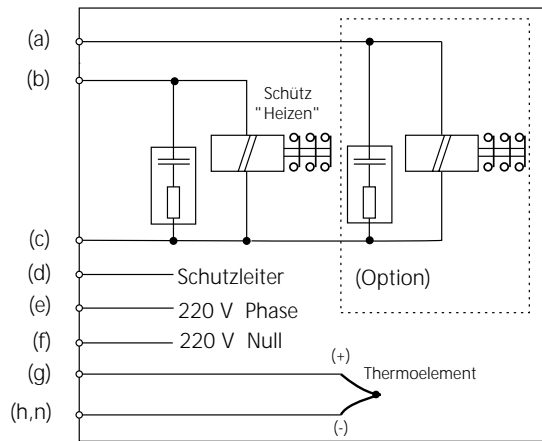 (a)
(b)
Schütz
"Heizen"
(c)
(d) Schutzleiter
(Option)
(e) 220 V Phase
(f) 220 V Null
(g)
(+)
Thermoelement
(h,n)
(-)